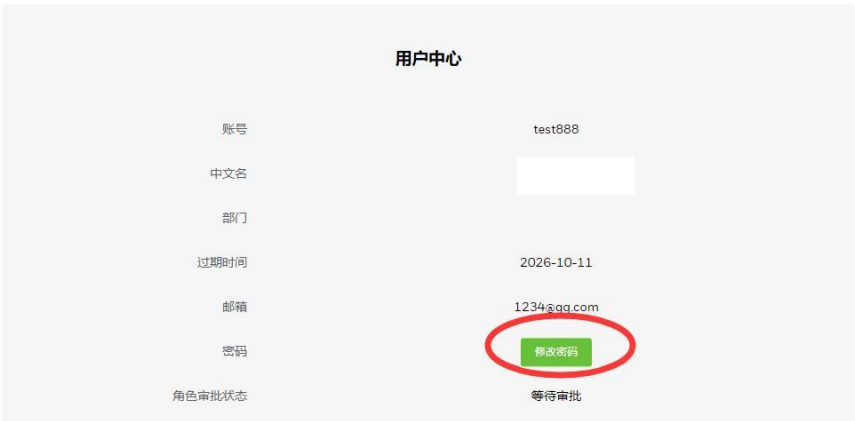 用户中心
账号 test888
中文名
部门
过期时间 2026-10-11
邮箱 1234@qq.com
密码 修改密码
角色审批状态 等待审批